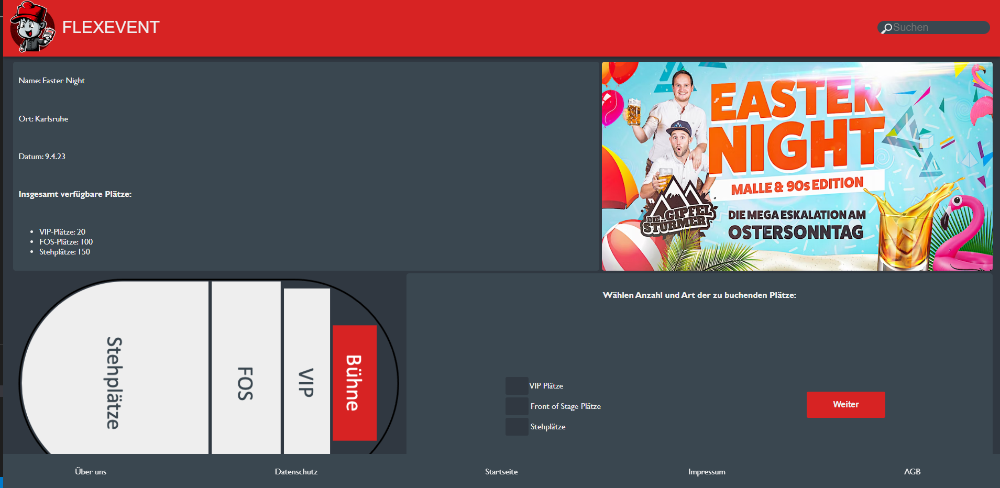 FLEXEVENT
Suchen
Name: Easter Night
Ort: Karlsruhe
Datum: 9.4.23
Insgesamt verfügbare Plätze:
• VIP-Plätze: 20
• FOS-Plätze: 100
• Stehplätze: 150
EASTER
NIGHT
MALLE & 90s EDITION
DIE GIPFEL
STÜRMER
DIE MEGA ESKALATION AM
OSTERSONNTAG
Stehplätze
FOS
VIP
Bühne
Wählen Anzahl und Art der zu buchenden Plätze:
VIP Plätze
Front of Stage Plätze
Stehplätze
Weiter
Über uns
Datenschutz
Startseite
Impressum
AGB